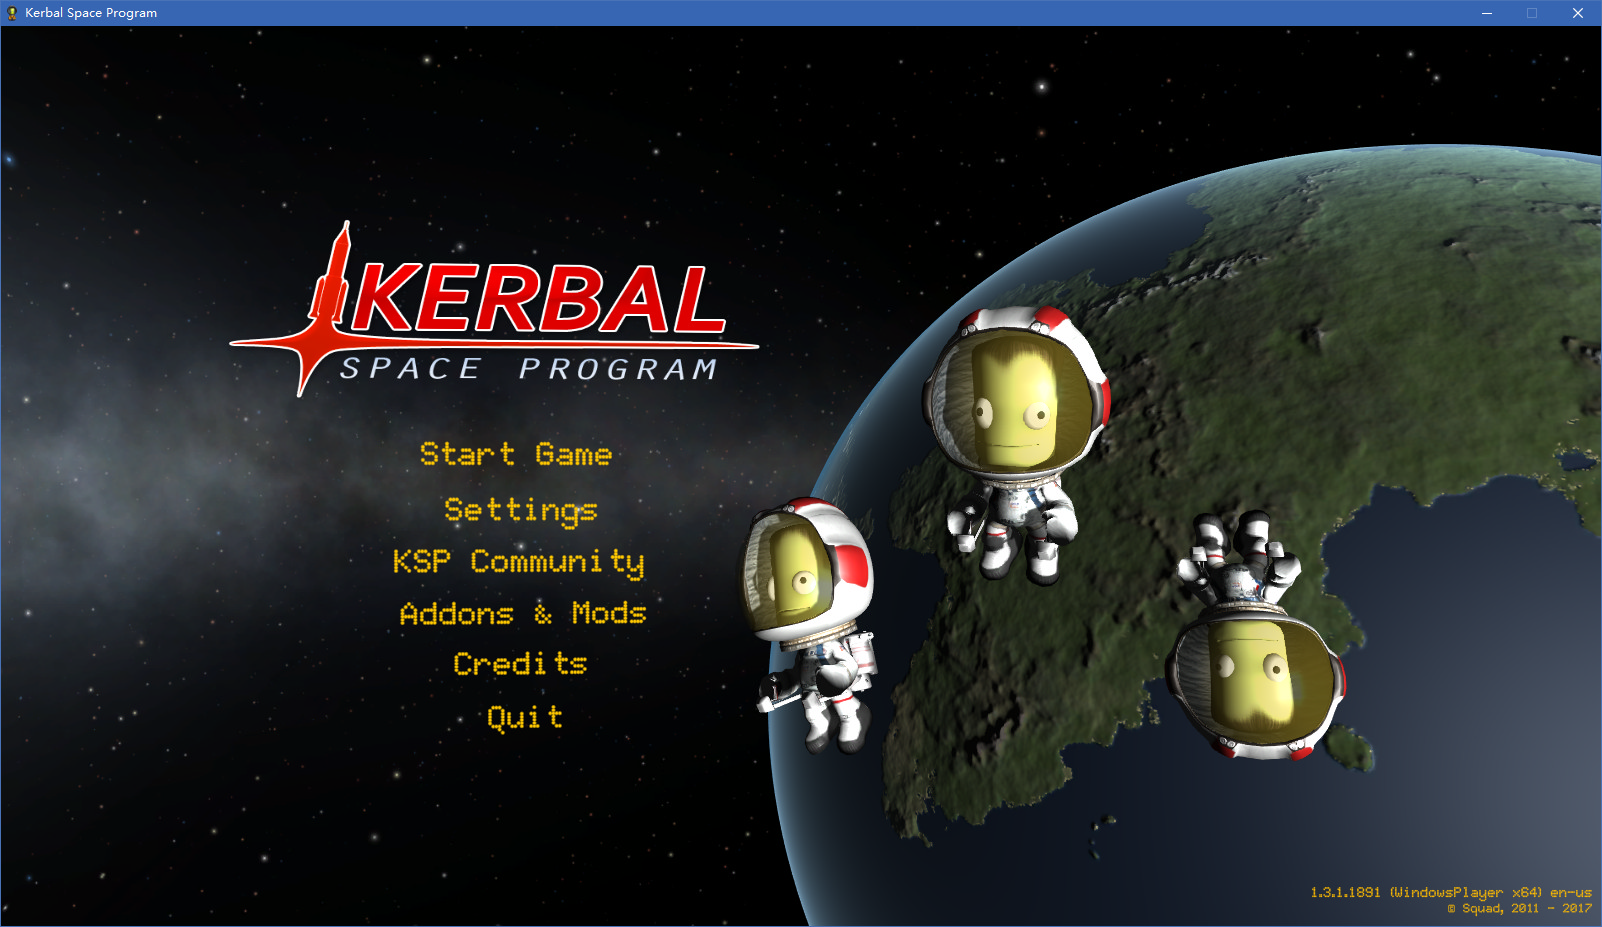 Kerbal Space Program
KERBAL
SPACE PROGRAM
Start Game
Settings
KSP Community
Addons & Mods
Credits
Quit
1.3.1.1891 (WindowsPlayer x64) en-us
© Squad, 2011 - 2017